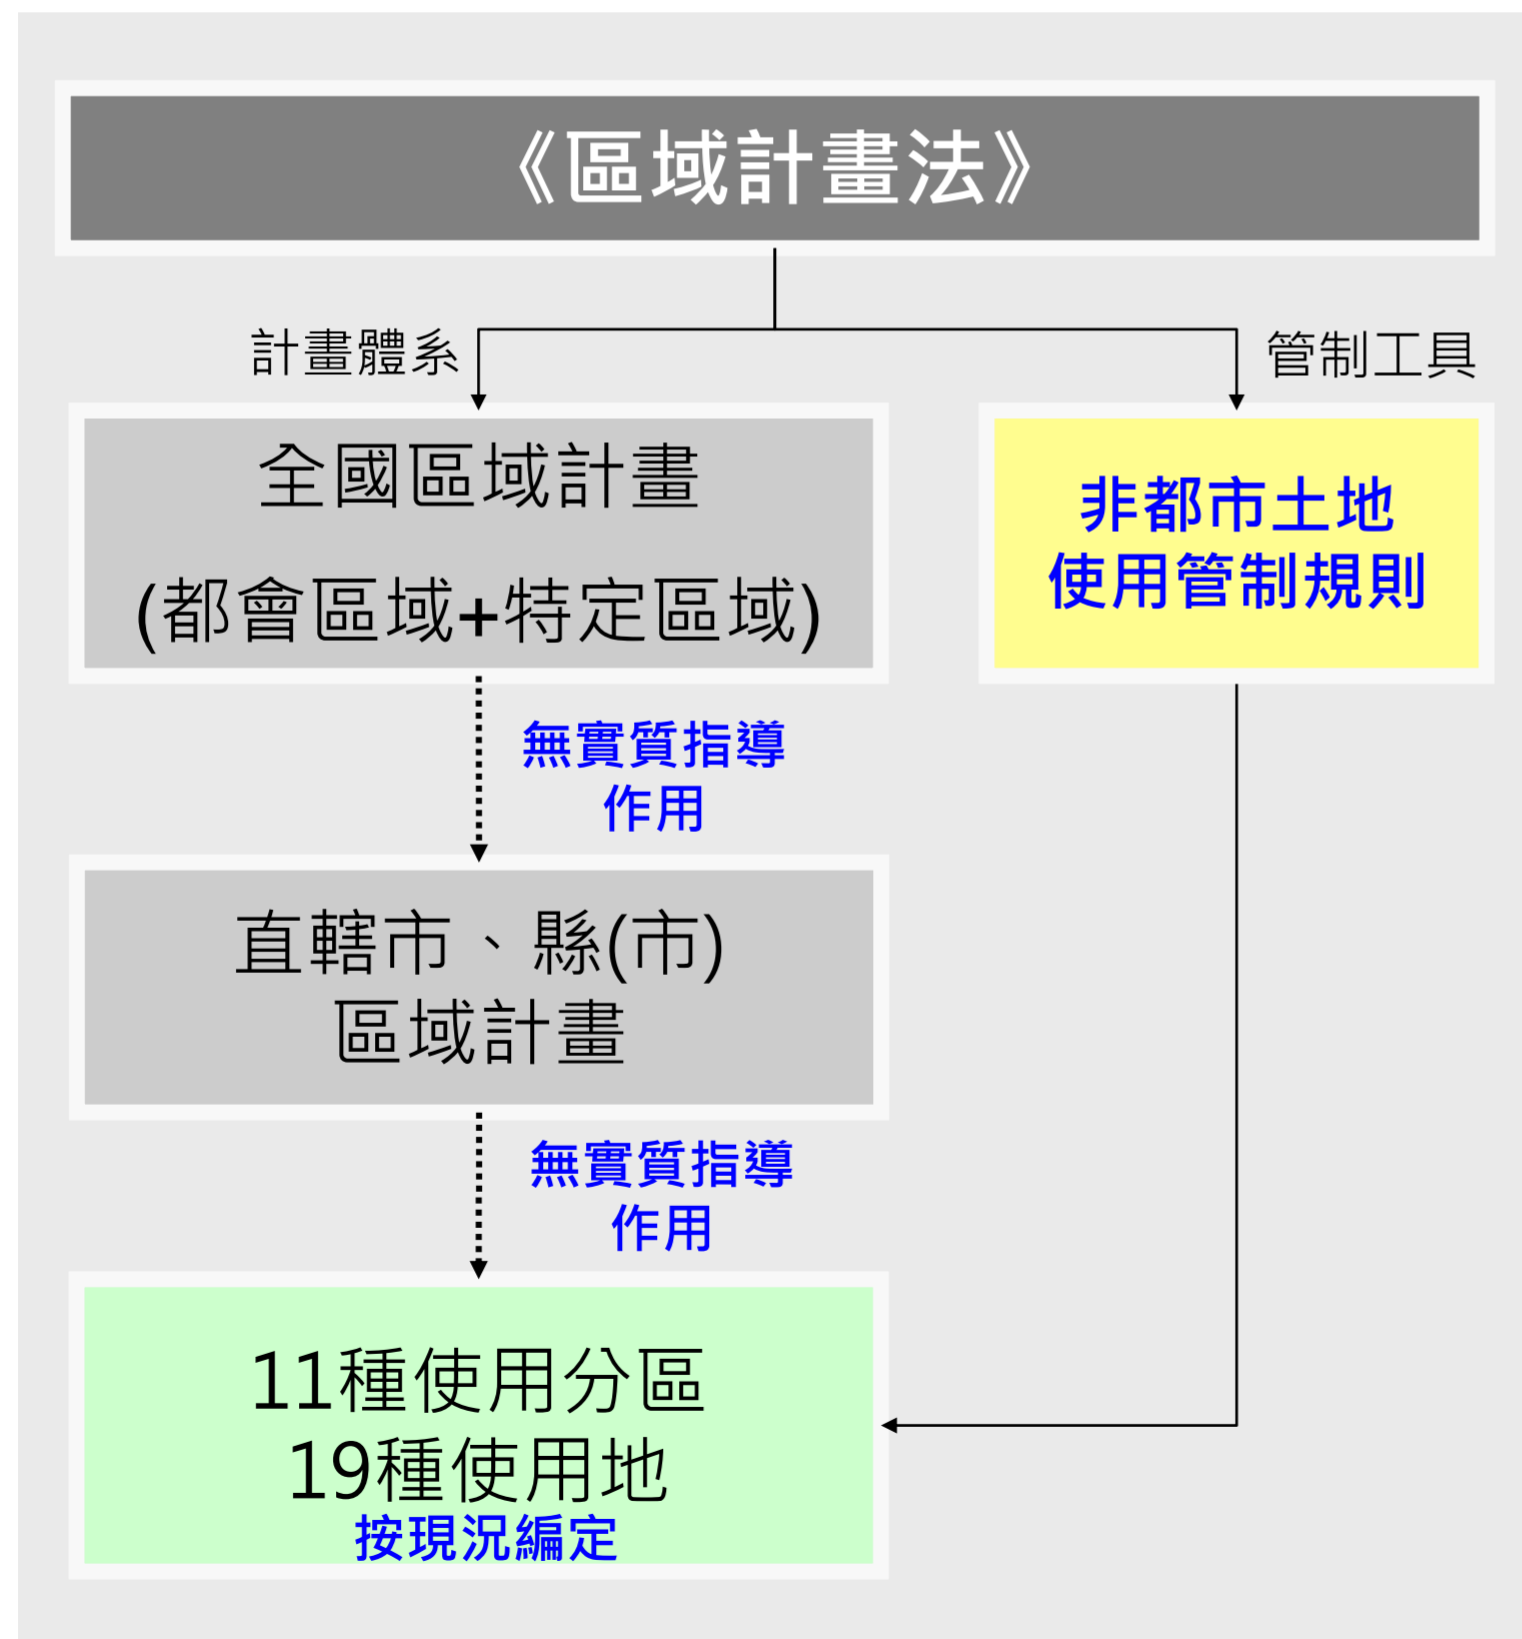 《區域計畫法》
計畫體系
管制工具
全國區域計畫
(都會區域+特定區域)
非都市土地
使用管制規則
無實質指導
作用
直轄市、縣(市)
區域計畫
無實質指導
作用
11種使用分區
19種使用地
按現況編定